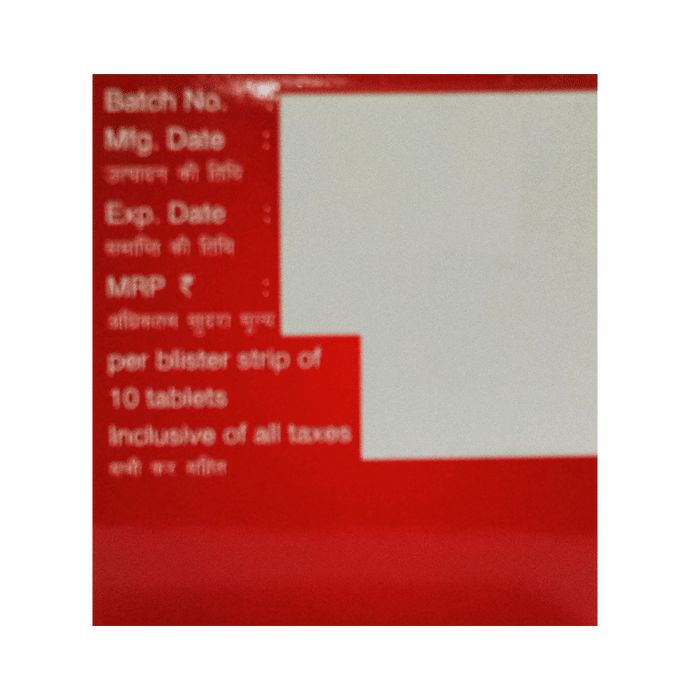 Batch No. :
Mfg. Date :
उत्पादन की तिथि
Exp. Date :
समाप्ति की तिथि
MRP ₹ :
अधिकतम खुदरा मूल्य
per blister strip of
10 tablets
Inclusive of all taxes
सभी कर सहित